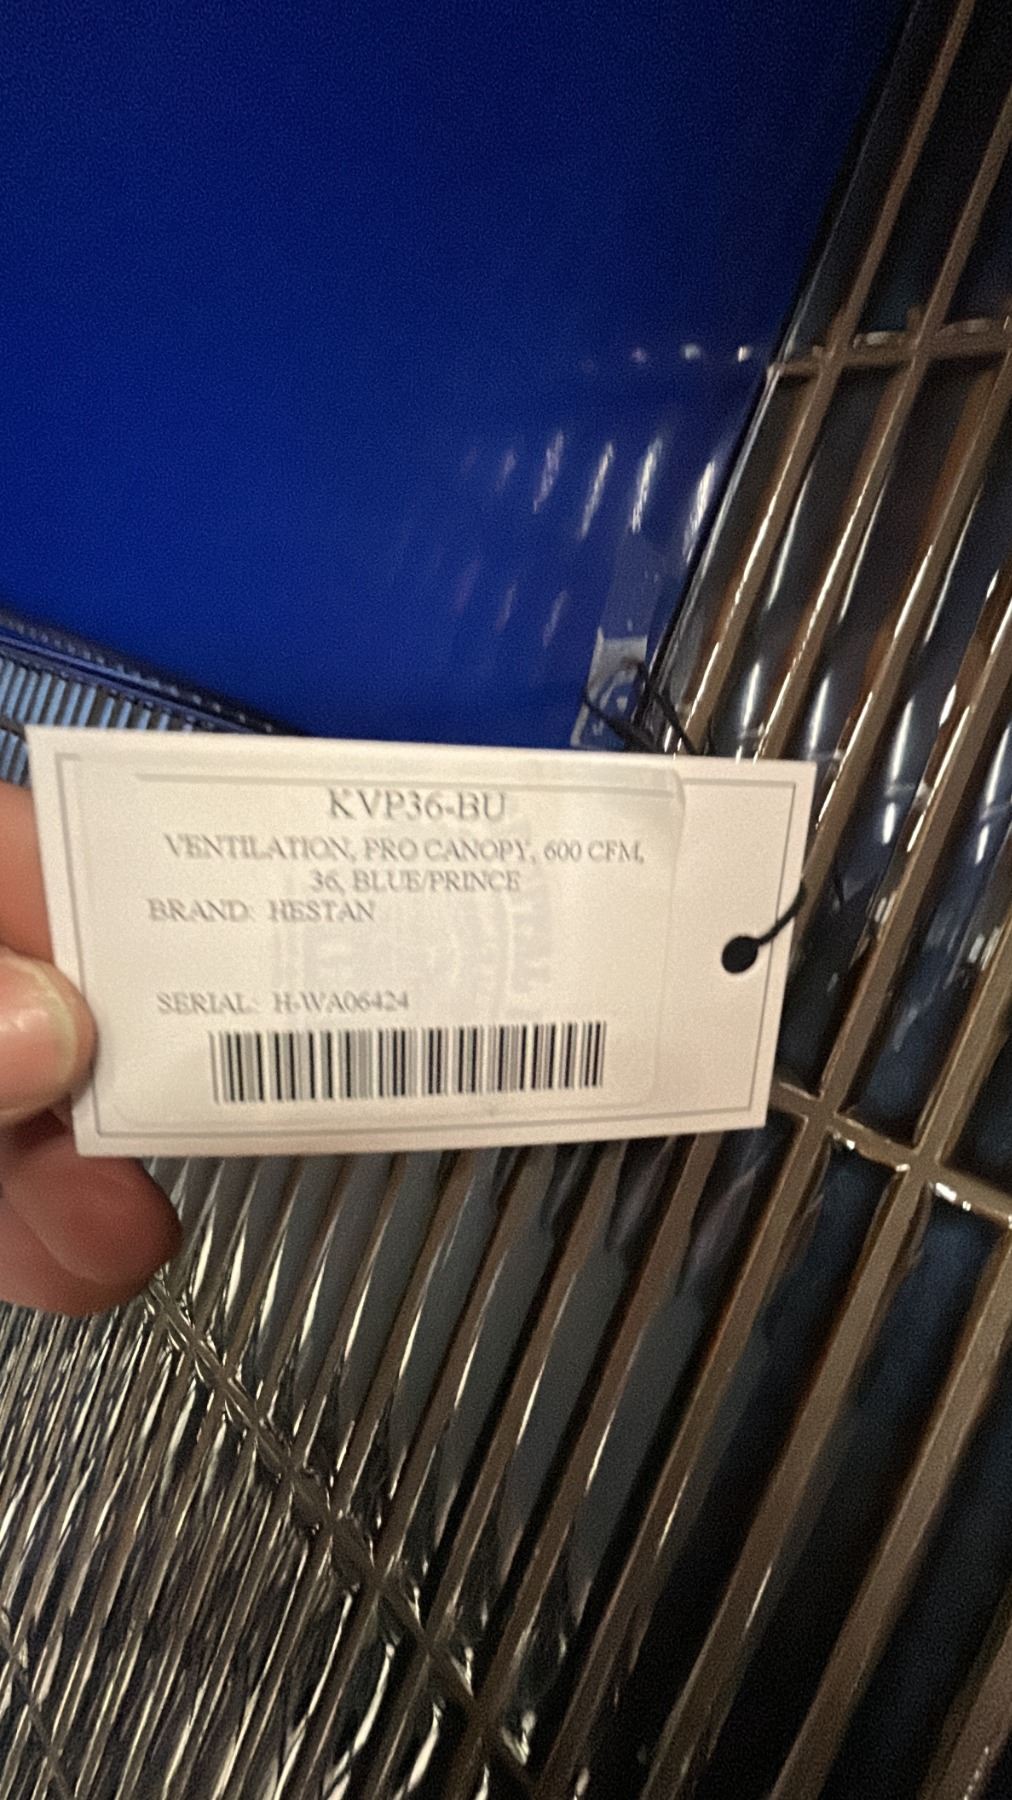 KVP36-BU
VENTILATION, PRO CANOPY, 600 CFM,
36, BLUE/PRINCE
BRAND: HESTAN
SERIAL: H-WA06424